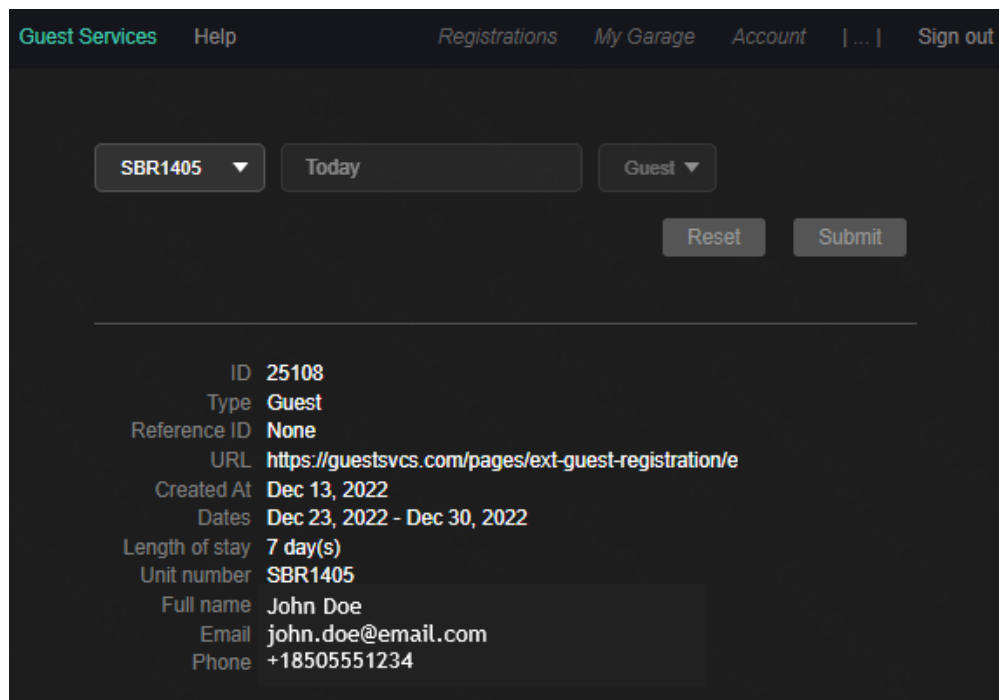 Guest Services Help Registrations My Garage Account | ... | Sign out
SBR1405 Today Guest
Reset Submit
ID 25108
Type Guest
Reference ID None
URL https://guestsvcs.com/pages/ext-guest-registration/e
Created At Dec 13, 2022
Dates Dec 23, 2022 - Dec 30, 2022
Length of stay 7 day(s)
Unit number SBR1405
Full name John Doe
Email john.doe@email.com
Phone +18505551234